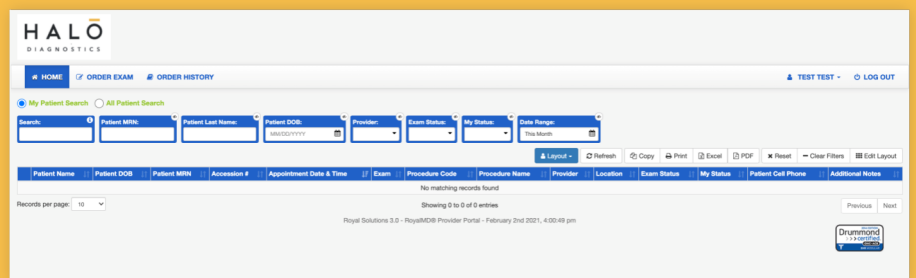 HALŌ
DIAGNOSTICS
HOME ORDER EXAM ORDER HISTORY TEST TEST LOG OUT
My Patient Search All Patient Search
Search: Patient MRN: Patient Last Name: Patient DOB: Provider: Exam Status: My Status: Date Range:
MM/DD/YYYY This Month
Layout Refresh Copy Print Excel PDF Reset Clear Filters Edit Layout
Patient Name Patient DOB Patient MRN Accession # Appointment Date & Time Exam Procedure Code Procedure Name Provider Location Exam Status My Status Patient Cell Phone Additional Notes
No matching records found
Records per page: 10 Showing 0 to 0 of 0 entries Previous Next
Royal Solutions 3.0 - RoyalMD® Provider Portal - February 2nd 2021, 4:00:49 pm
Drummond
certified